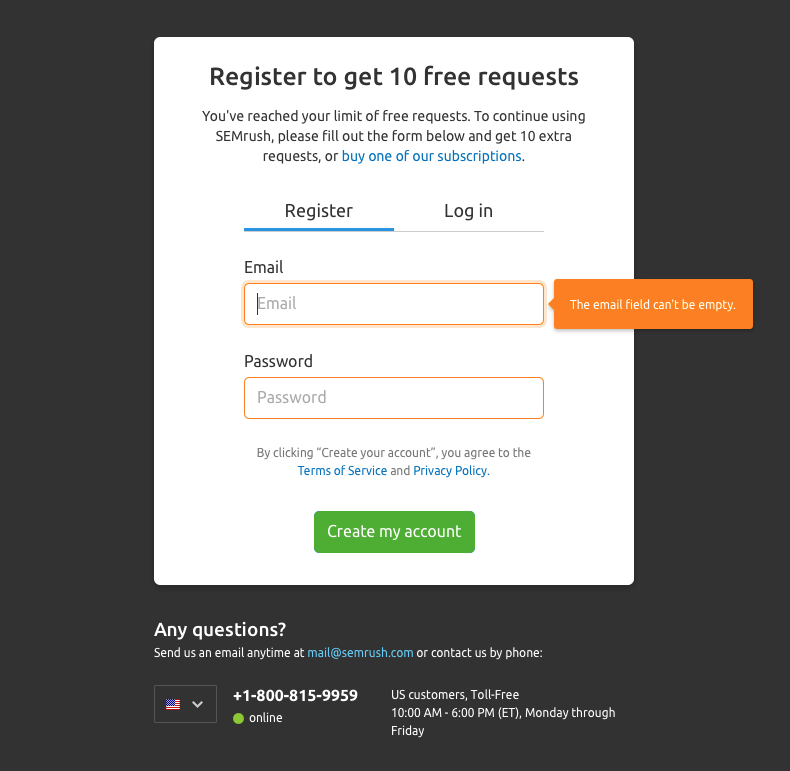 Register to get 10 free requests
You've reached your limit of free requests. To continue using
SEMrush, please fill out the form below and get 10 extra
requests, or buy one of our subscriptions.
Register
Log in
Email
Email
The email field can't be empty.
Password
Password
By clicking “Create your account”, you agree to the
Terms of Service and Privacy Policy.
Create my account
Any questions?
Send us an email anytime at mail@semrush.com or contact us by phone:
+1-800-815-9959
online
US customers, Toll-Free
10:00 AM - 6:00 PM (ET), Monday through
Friday